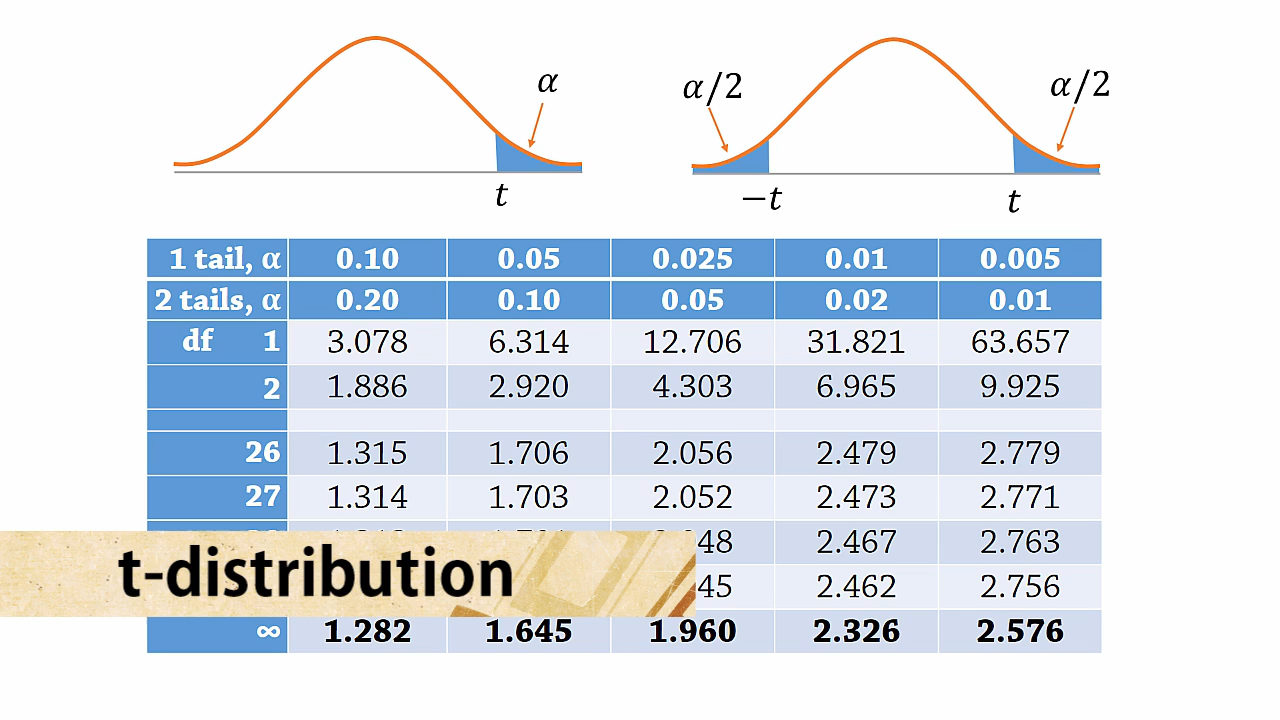 α
α/2
α/2
t
−t
t
1 tail, α 0.10 0.05 0.025 0.01 0.005
2 tails, α 0.20 0.10 0.05 0.02 0.01
df 1 3.078 6.314 12.706 31.821 63.657
2 1.886 2.920 4.303 6.965 9.925
26 1.315 1.706 2.056 2.479 2.779
27 1.314 1.703 2.052 2.473 2.771
2.467 2.763
t-distribution
2.462 2.756
∞ 1.282 1.645 1.960 2.326 2.576